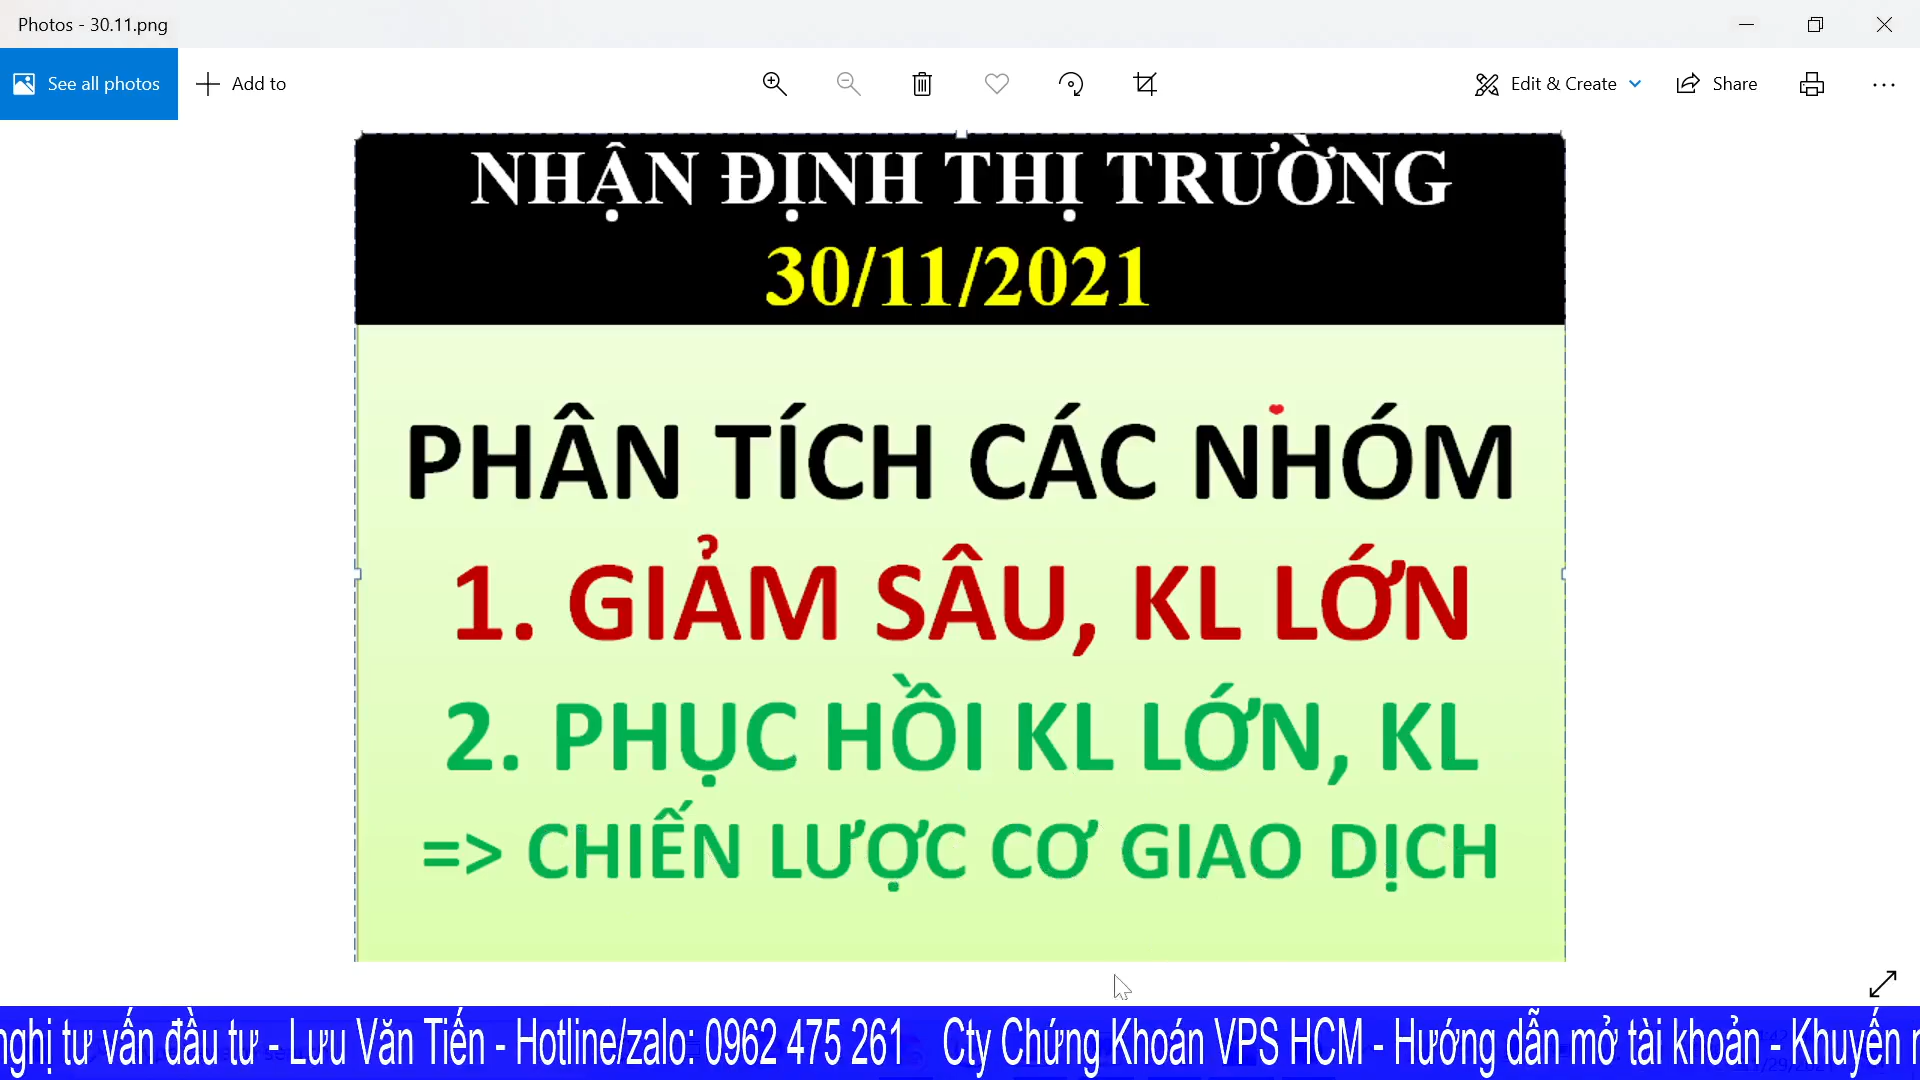 Photos - 30.11.png
See all photos
Add to
Edit & Create
Share
NHẬN ĐỊNH THỊ TRƯỜNG
30/11/2021
PHÂN TÍCH CÁC NHÓM
1. GIẢM SÂU, KL LỚN
2. PHỤC HỒI KL LỚN, KL
=> CHIẾN LƯỢC CƠ GIAO DỊCH
nghị tư vấn đầu tư - Lưu Văn Tiến - Hotline/zalo: 0962 475 261 Cty Chứng Khoán VPS HCM - Hướng dẫn mở tài khoản - Khuyến